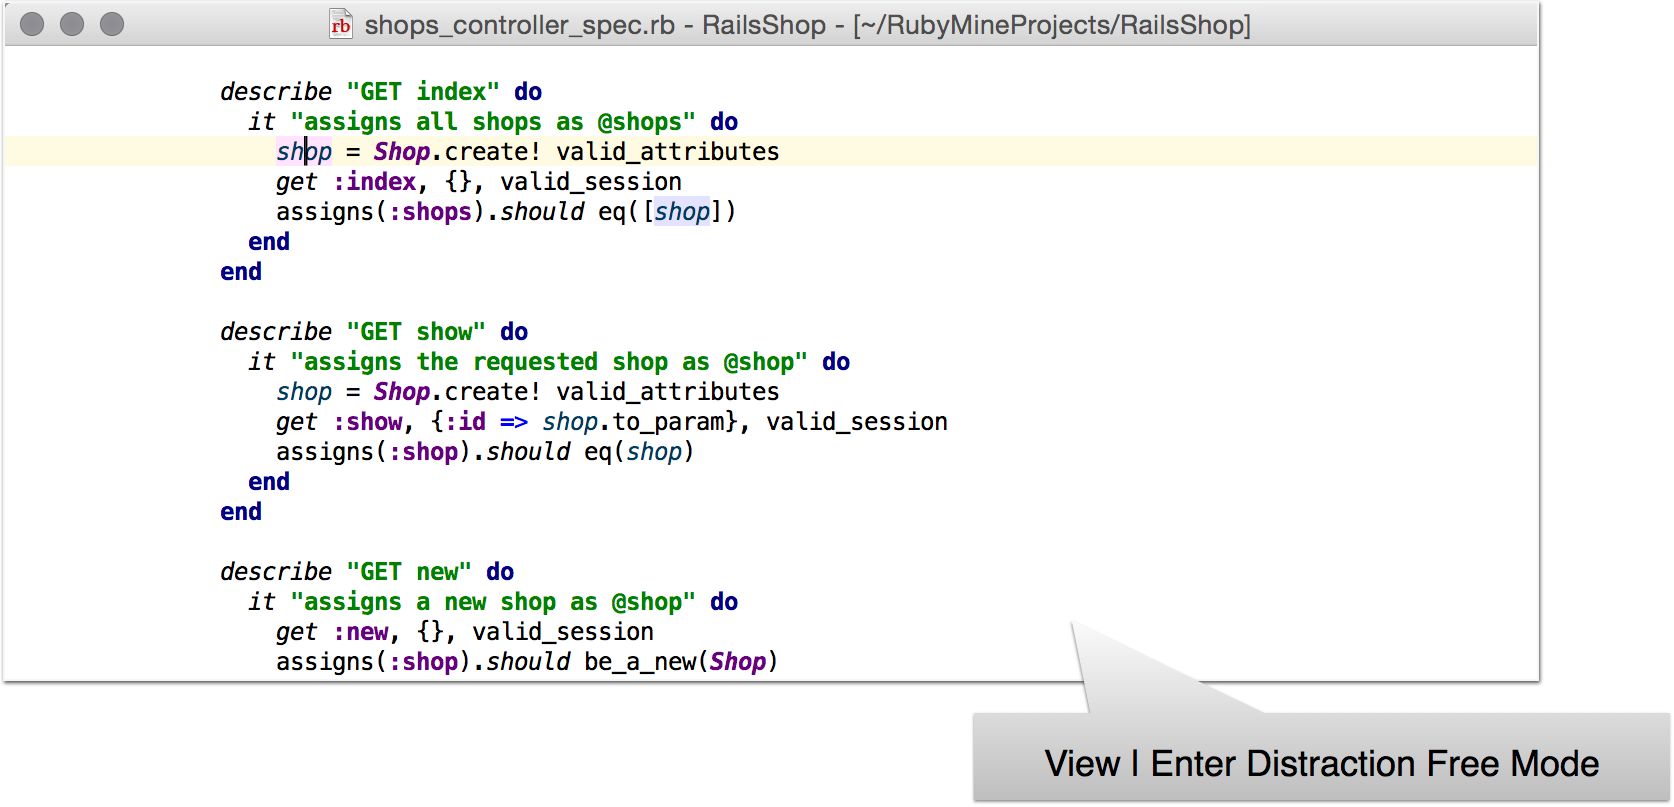 rb shops_controller_spec.rb - RailsShop - [~/RubyMineProjects/RailsShop]
describe "GET index" do
it "assigns all shops as @shops" do
shop = Shop.create! valid_attributes
get :index, {}, valid_session
assigns(:shops).should eq([shop])
end
end
describe "GET show" do
it "assigns the requested shop as @shop" do
shop = Shop.create! valid_attributes
get :show, {:id => shop.to_param}, valid_session
assigns(:shop).should eq(shop)
end
end
describe "GET new" do
it "assigns a new shop as @shop" do
get :new, {}, valid_session
assigns(:shop).should be_a_new(Shop)
View | Enter Distraction Free Mode